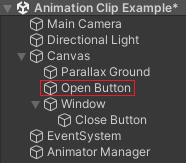 Animation Clip Example*
Main Camera
Directional Light
Canvas
Parallax Ground
Open Button
Window
Close Button
EventSystem
Animator Manager